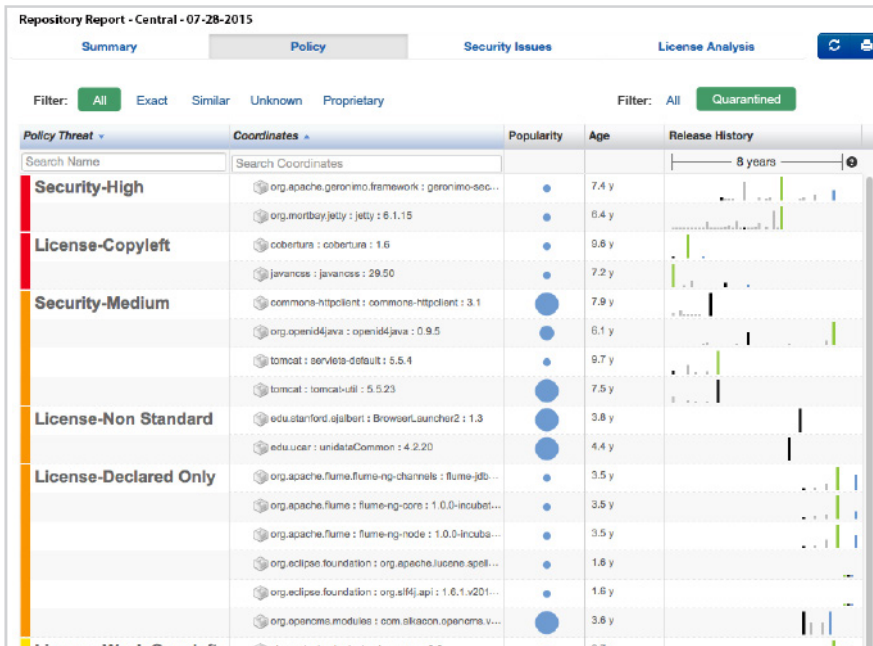 Repository Report - Central - 07-28-2015
Summary Policy Security Issues License Analysis
Filter: All Exact Similar Unknown Proprietary Filter: All Quarantined
Policy Threat Coordinates Popularity Age Release History
Search Name Search Coordinates 8 years
Security-High org.apache.geronimo.framework : geronimo-sec... 7.4 y
org.mortbay.jetty : jetty : 6.1.15 6.4 y
License-Copyleft cobertura : cobertura : 1.6 9.6 y
javancss : javancss : 29.50 7.2 y
Security-Medium commons-httpclient : commons-httpclient : 3.1 7.9 y
org.openid4java : openid4java : 0.9.5 6.1 y
tomcat : servlets-default : 5.5.4 9.7 y
tomcat : tomcat-util : 5.5.23 7.5 y
License-Non Standard edu.stanford.ejalbert : BrowserLauncher2 : 1.3 3.8 y
edu.ucar : unidataCommon : 4.2.20 4.4 y
License-Declared Only org.apache.flume.flume-ng-channels : flume-jdb... 3.5 y
org.apache.flume : flume-ng-core : 1.0.0-incubat... 3.5 y
org.apache.flume : flume-ng-node : 1.0.0-incuba... 3.5 y
org.eclipse.foundation : org.apache.lucene.spell... 1.6 y
org.eclipse.foundation : org.slf4j.api : 1.6.1.v201... 1.6 y
org.opencms.modules : com.alkacon.opencms.v... 3.6 y